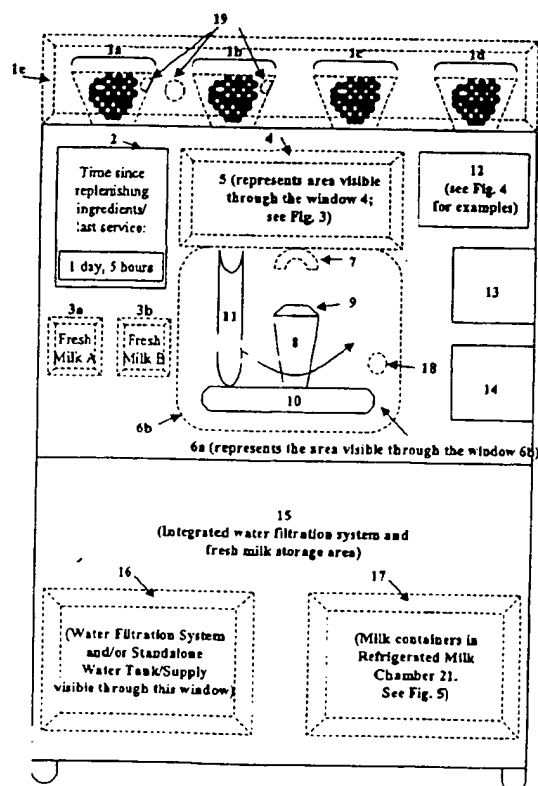 19
1a 1b 1c 1d
1e
2
4
Time since
replenishing
ingredients/
last service:
1 day, 5 hours
5 (represents area visible
through the window 4;
see Fig. 3)
12
(see Fig. 4
for examples)
7
3a 3b
Fresh
Milk A
Fresh
Milk B
11
9
8
13
18
14
10
6b
6a (represents the area visible through the window 6b)
15
(Integrated water filtration system and
fresh milk storage area)
16
17
(Water Filtration System
and/or Standalone
Water Tank/Supply
visible through this window)
(Milk containers in
Refrigerated Milk
Chamber 21.
See Fig. 5)